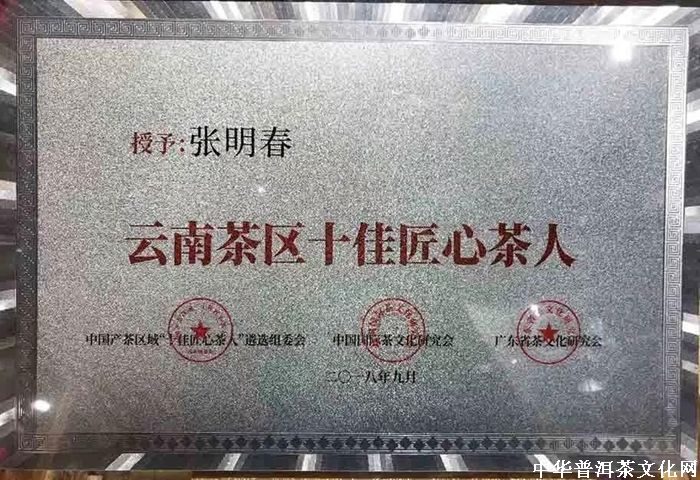 授予:张明春
云南茶区十佳匠心茶人
中国产茶区域“十佳匠心茶人”遴选组委会 中国国际茶文化研究会 广东省茶文化研究会
二〇一八年九月
中华普洱茶文化网